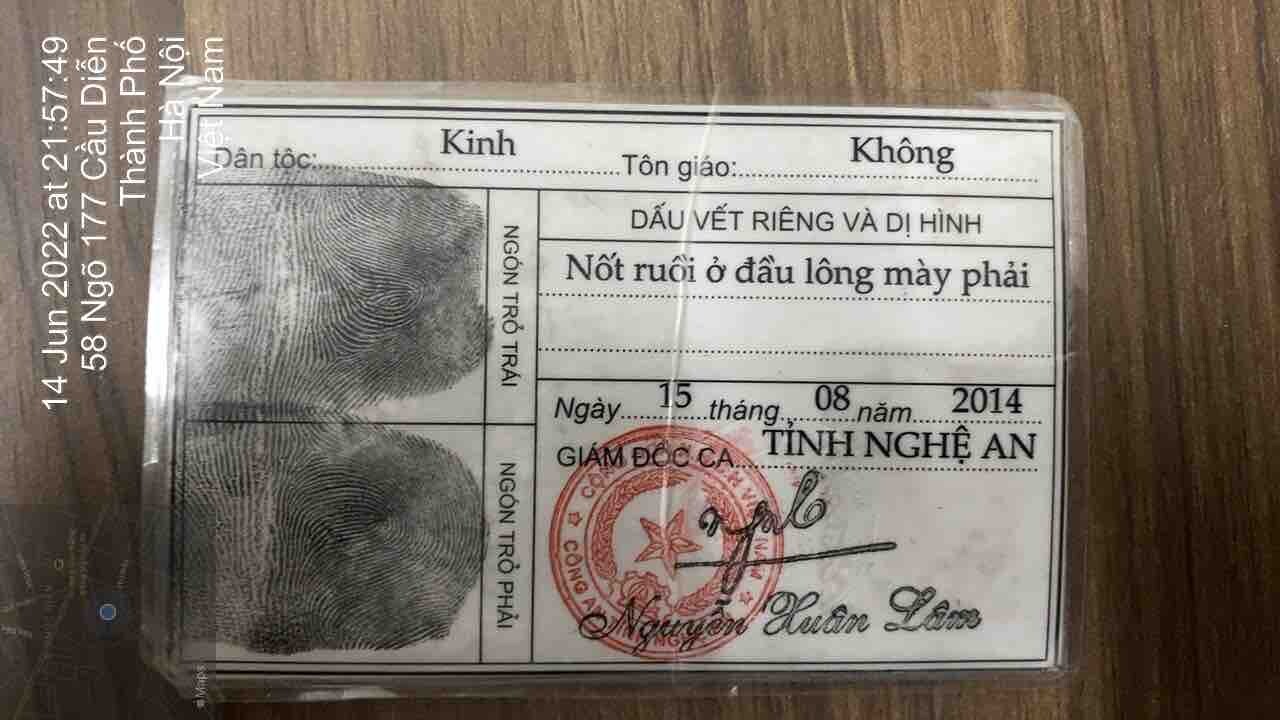 14 Jun 2022 at 21:57:49
58 Ngõ 177 Cầu Diễn
Thành Phố
Hà Nội
Việt Nam
Dân tộc: Kinh Tôn giáo: Không
NGÓN TRỎ TRÁI
DẤU VẾT RIÊNG VÀ DỊ HÌNH
Nốt ruồi ở đầu lông mày phải
Ngày 15 tháng 08 năm 2014
GIÁM ĐỐC CA TỈNH NGHỆ AN
NGÓN TRỎ PHẢI
CÔNG AN
Nguyễn Xuân Lâm
Maps